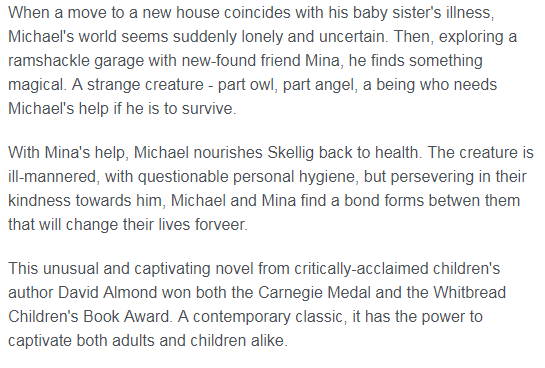 When a move to a new house coincides with his baby sister's illness,
Michael's world seems suddenly lonely and uncertain. Then, exploring a
ramshackle garage with new-found friend Mina, he finds something
magical. A strange creature - part owl, part angel, a being who needs
Michael's help if he is to survive.
With Mina's help, Michael nourishes Skellig back to health. The creature is
ill-mannered, with questionable personal hygiene, but persevering in their
kindness towards him, Michael and Mina find a bond forms betwen them
that will change their lives forveer.
This unusual and captivating novel from critically-acclaimed children's
author David Almond won both the Carnegie Medal and the Whitbread
Children's Book Award. A contemporary classic, it has the power to
captivate both adults and children alike.